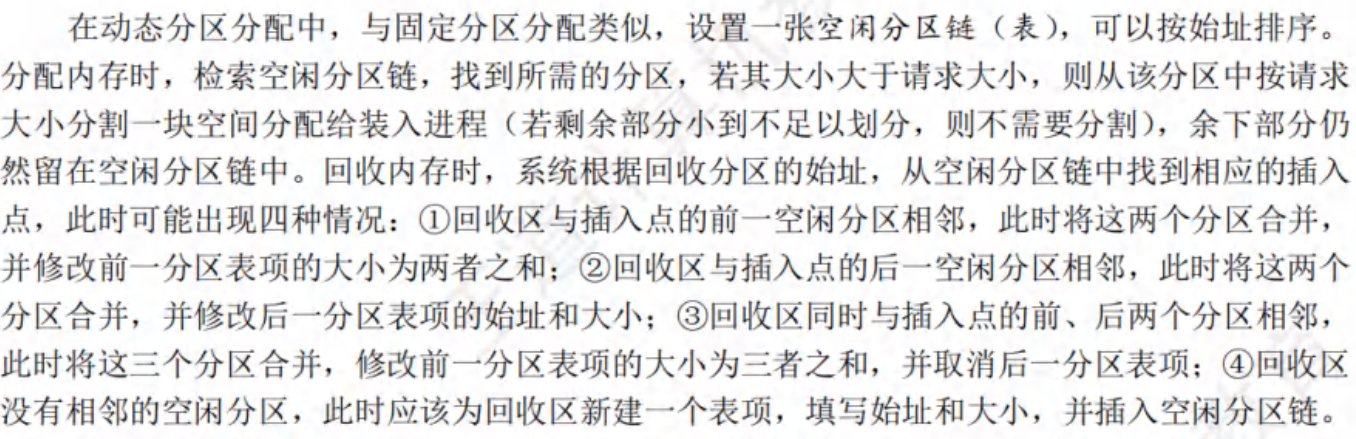 在动态分区分配中，与固定分区分配类似，设置一张空闲分区链（表），可以按始址排序。
分配内存时，检索空闲分区链，找到所需的分区，若其大小大于请求大小，则从该分区中按请求
大小分割一块空间分配给装入进程（若剩余部分小到不足以划分，则不需要分割），余下部分仍
然留在空闲分区链中。回收内存时，系统根据回收分区的始址，从空闲分区链中找到相应的插入
点，此时可能出现四种情况：①回收区与插入点的前一空闲分区相邻，此时将这两个分区合并，
并修改前一分区表项的大小为两者之和；②回收区与插入点的后一空闲分区相邻，此时将这两个
分区合并，并修改后一分区表项的始址和大小；③回收区同时与插入点的前、后两个分区相邻，
此时将这三个分区合并，修改前一分区表项的大小为三者之和，并取消后一分区表项；④回收区
没有相邻的空闲分区，此时应该为回收区新建一个表项，填写始址和大小，并插入空闲分区链。